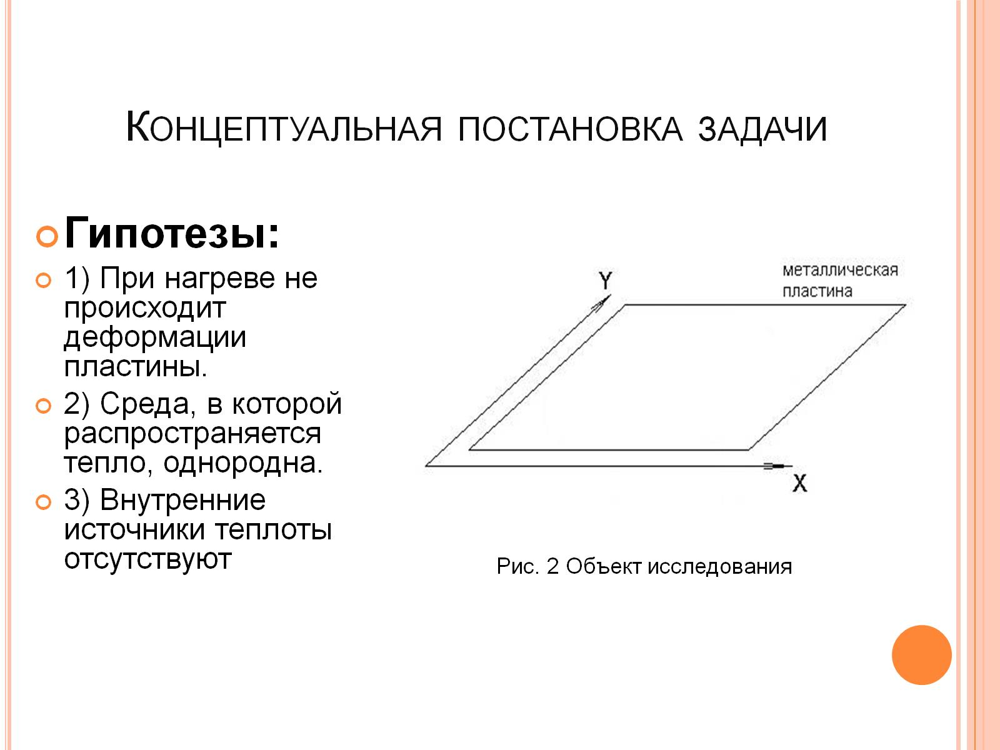 Концептуальная постановка задачи
Гипотезы:
1) При нагреве не
происходит
деформации
пластины.
2) Среда, в которой
распространяется
тепло, однородна.
3) Внутренние
источники теплоты
отсутствуют
Y
металлическая
пластина
X
Рис. 2 Объект исследования